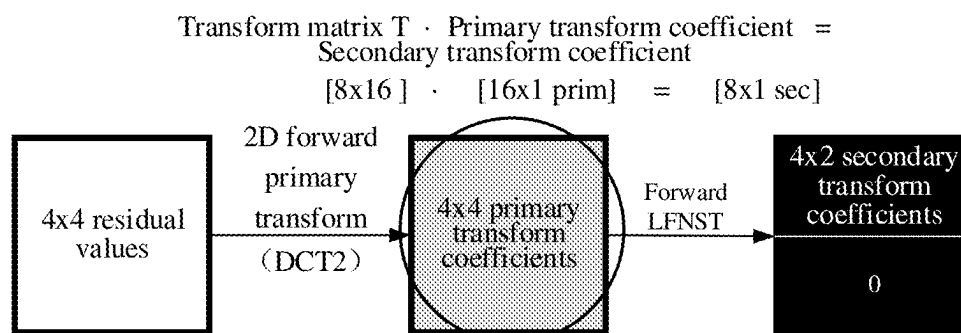 Transform matrix T · Primary transform coefficient =
Secondary transform coefficient
[8x16 ] · [16x1 prim] = [8x1 sec]
4x4 residual
values
2D forward
primary
transform
(DCT2)
4x4 primary
transform
coefficients
Forward
LFNST
4x2 secondary
transform
coefficients
0